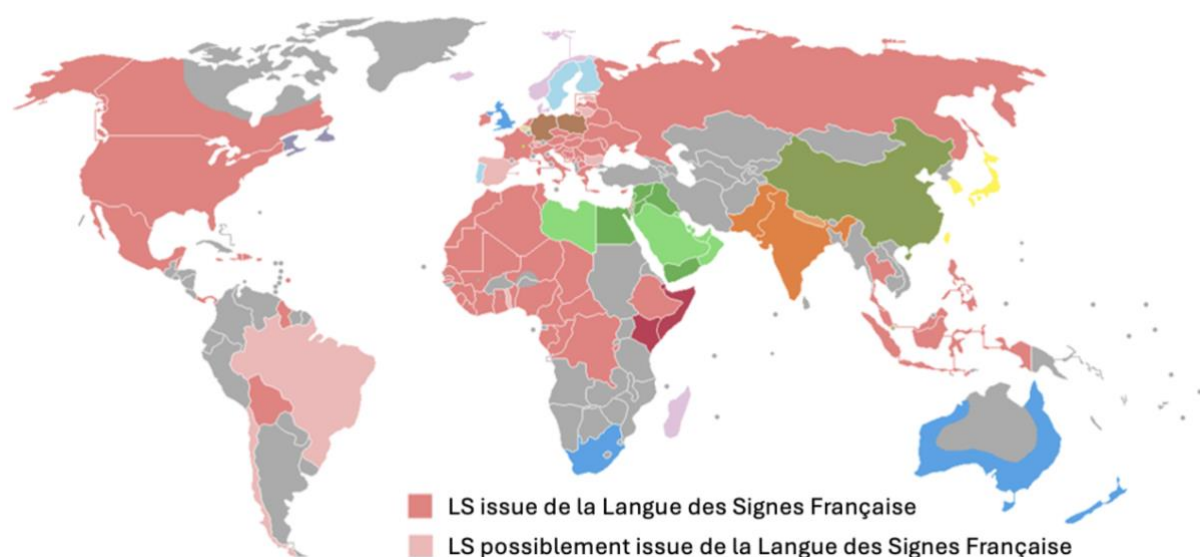 LS issue de la Langue des Signes Française
LS possiblement issue de la Langue des Signes Française